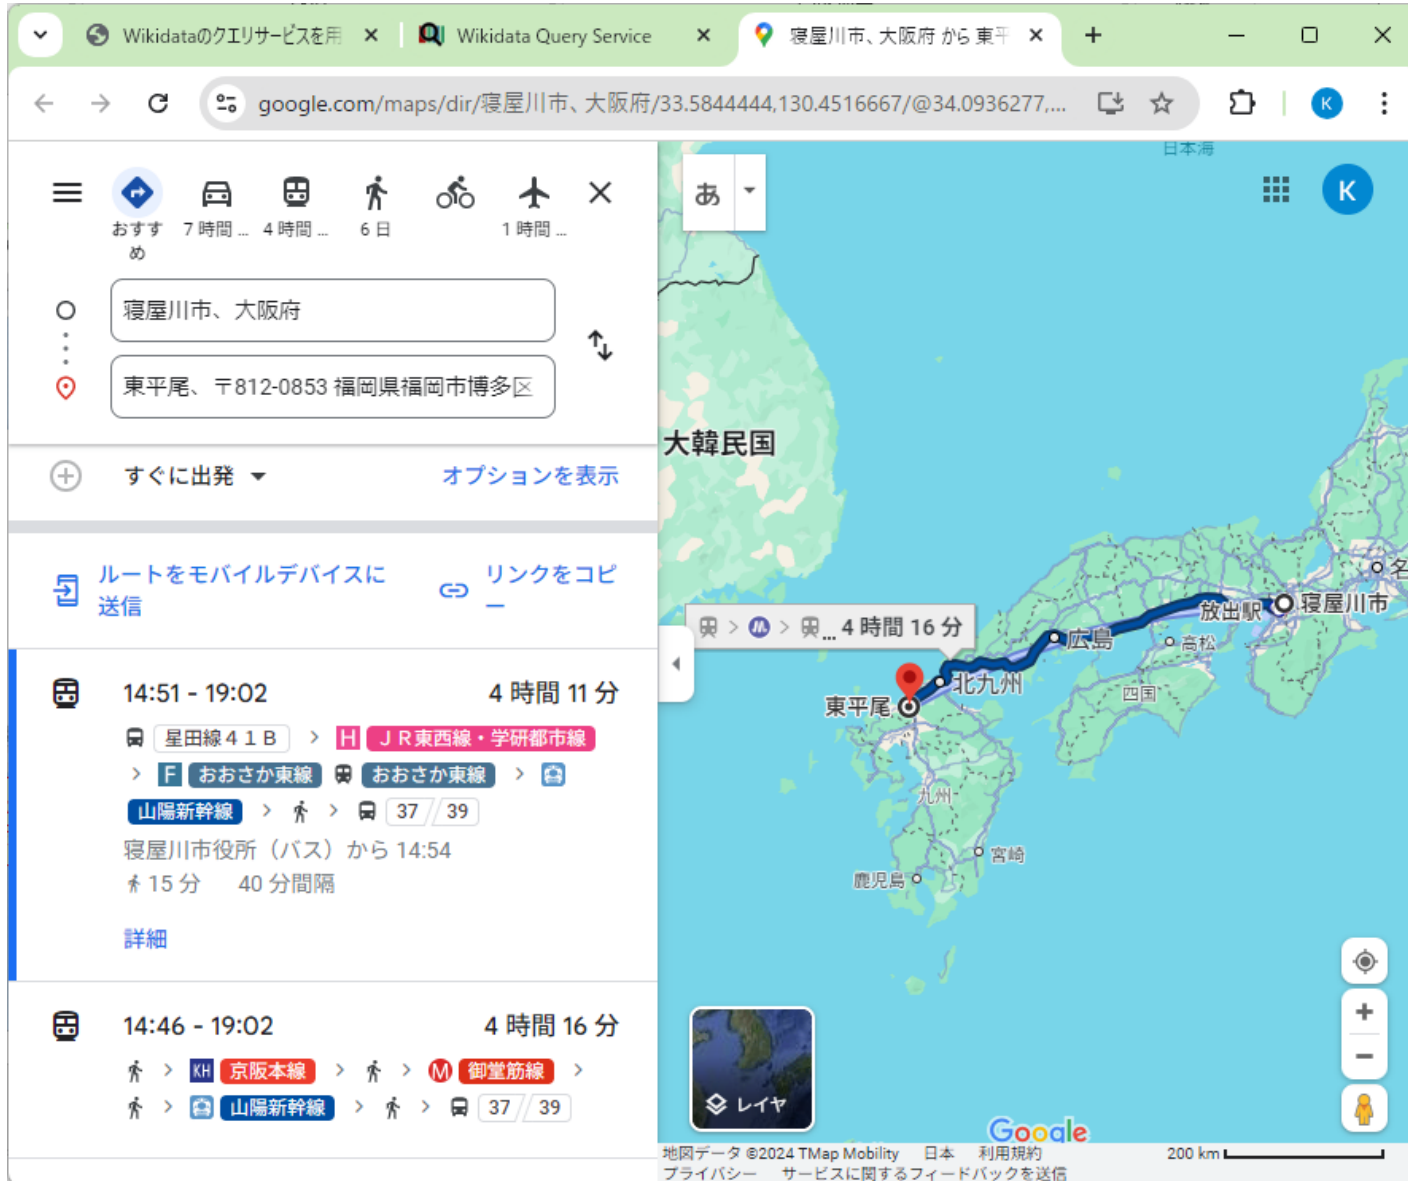 Wikidataのクエリサービスを用
Wikidata Query Service
寝屋川市、大阪府 から 東平
google.com/maps/dir/寝屋川市、大阪府/33.5844444,130.4516667/@34.0936277,...
K
おすすめ
7 時間 ...
4 時間 ...
6 日
1 時間 ...
寝屋川市、大阪府
東平尾、〒812-0853 福岡県福岡市博多区
すぐに出発
オプションを表示
ルートをモバイルデバイスに
送信
リンクをコピ
ー
14:51 - 19:02
4 時間 11 分
星田線４１Ｂ > H ＪＲ東西線・学研都市線
> F おおさか東線 おおさか東線 >
山陽新幹線 > > 37 39
寝屋川市役所（バス）から 14:54
15 分 40 分間隔
詳細
14:46 - 19:02
4 時間 16 分
> KH 京阪本線 > > M 御堂筋線 >
> 山陽新幹線 > > 37 39
あ
日本海
K
大韓民国
名
放出駅
寝屋川市
> > ... 4 時間 16 分
広島
高松
北九州
四国
東平尾
九州
宮崎
鹿児島
レイヤ
Google
地図データ ©2024 TMap Mobility 日本 利用規約
200 km
プライバシー サービスに関するフィードバックを送信